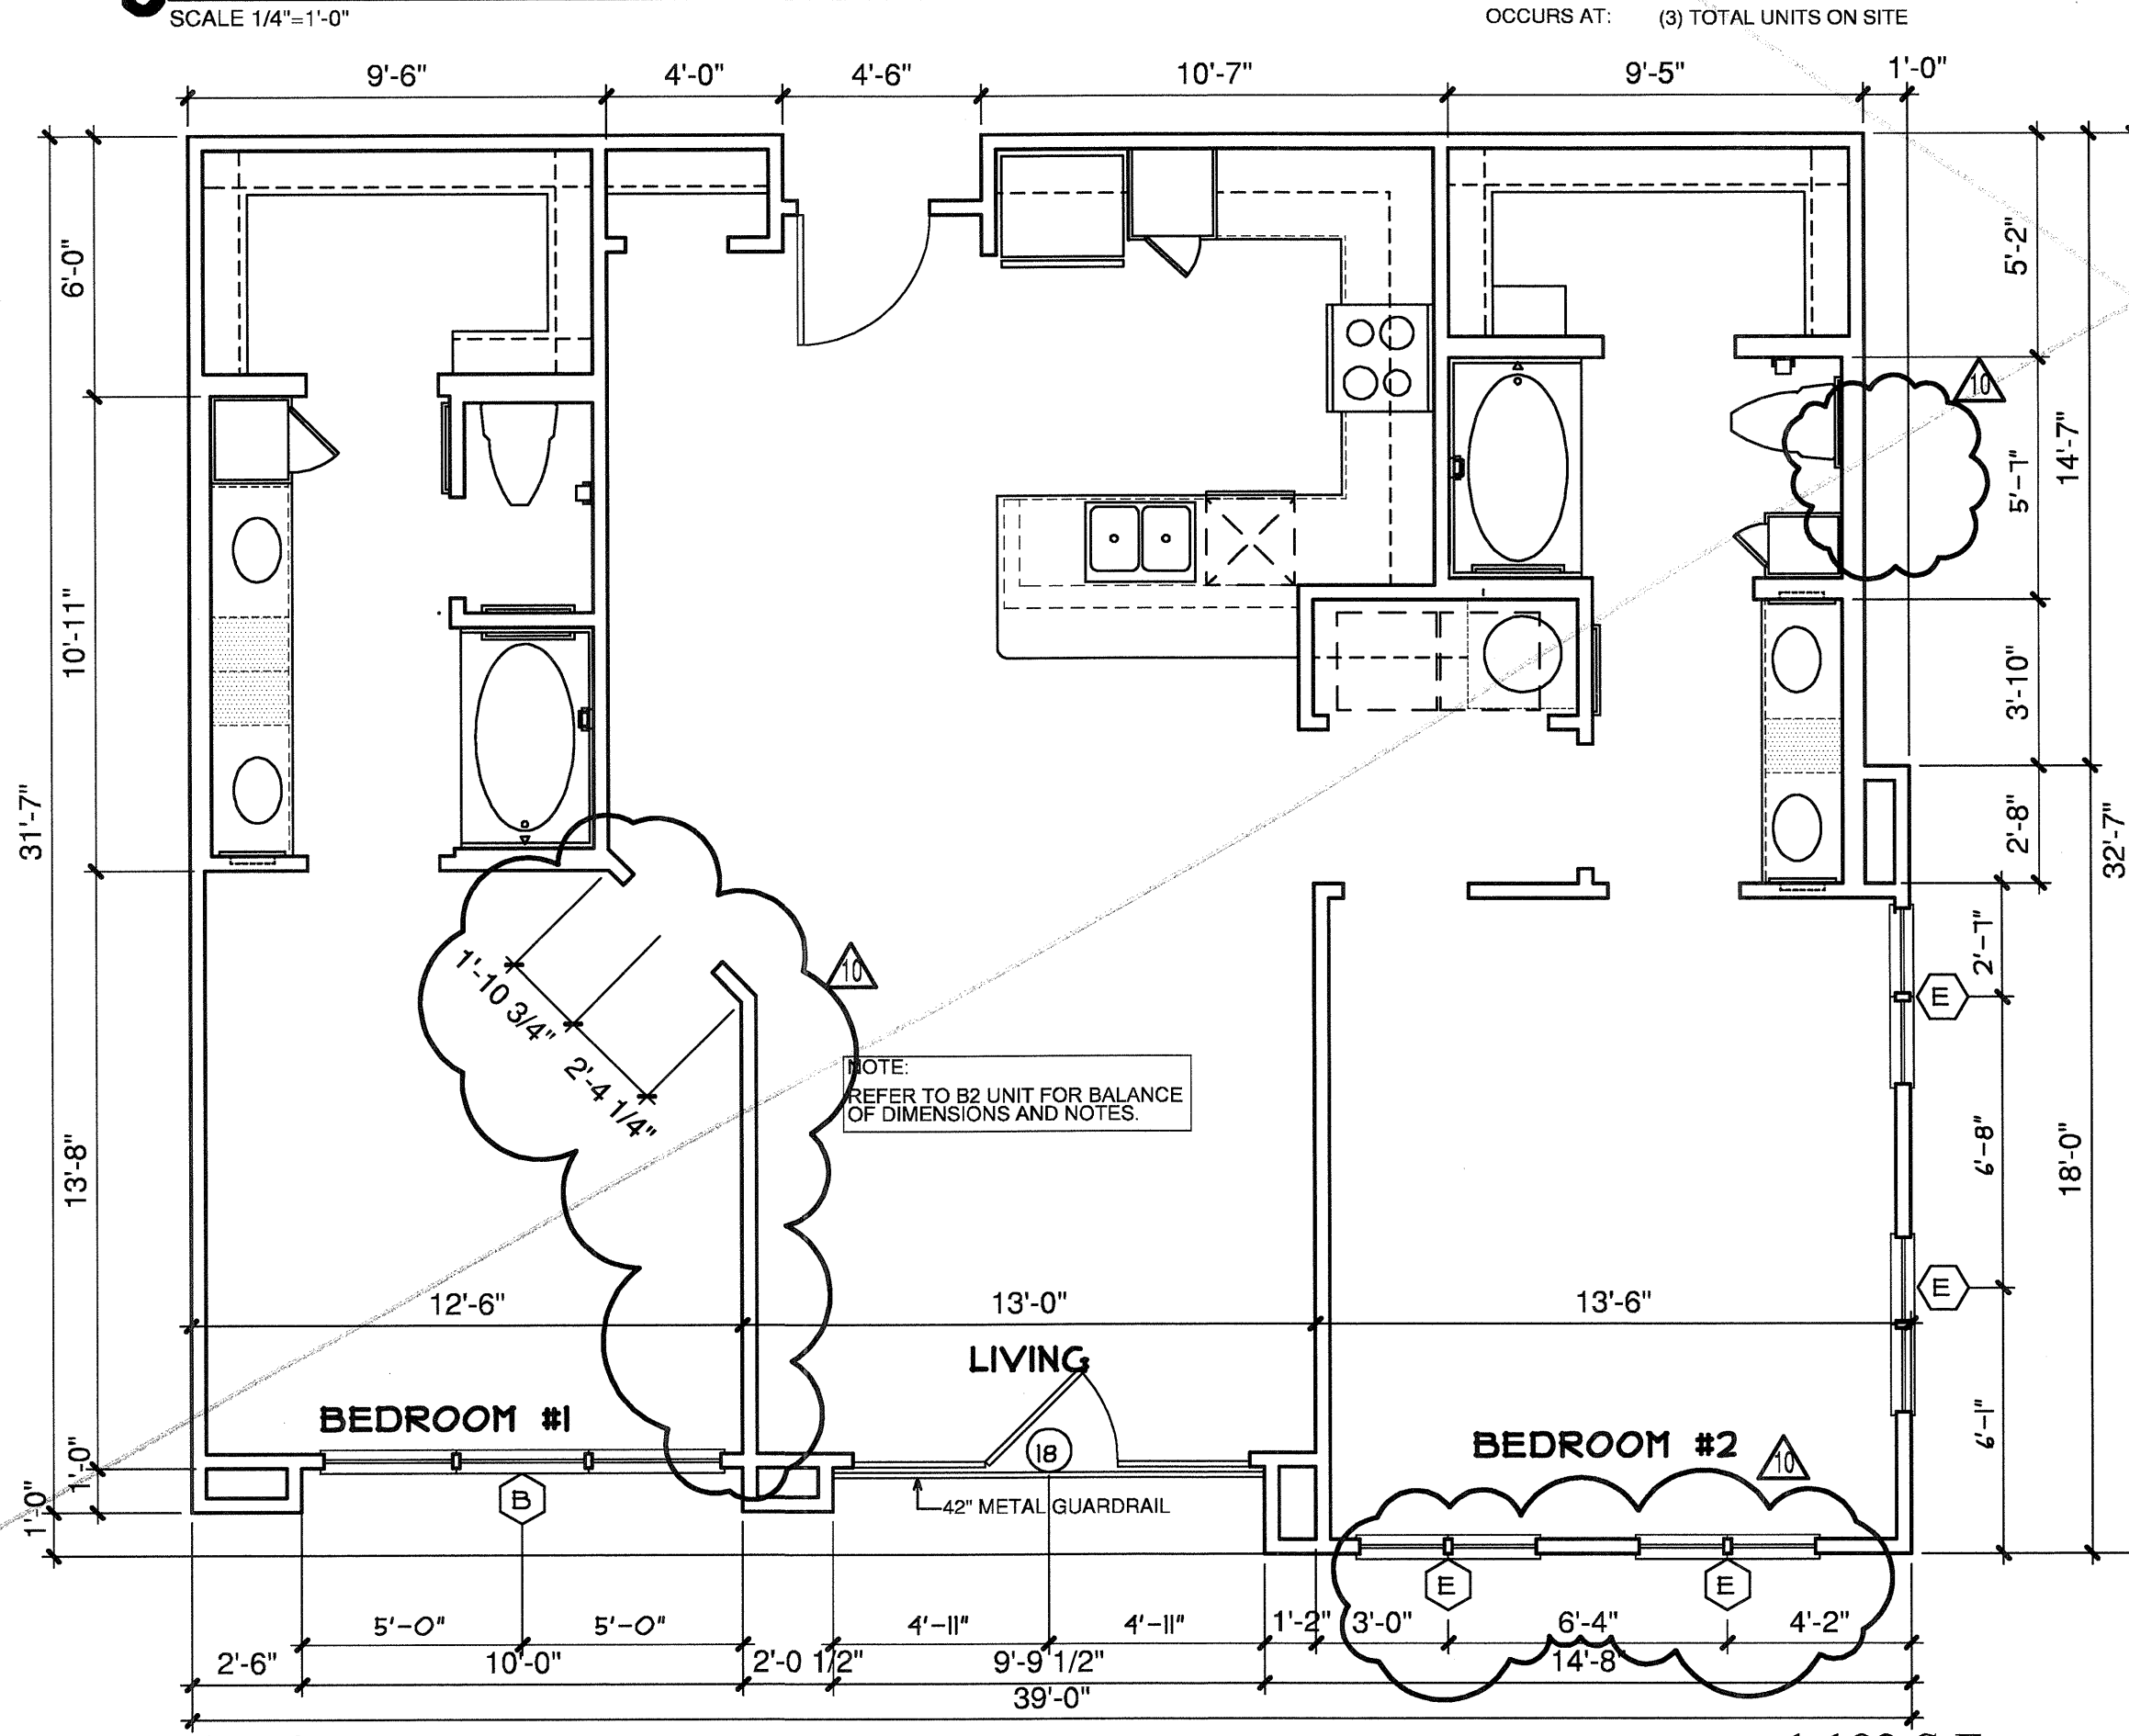 SCALE 1/4"=1'-0"
OCCURS AT: (3) TOTAL UNITS ON SITE
9'-6" 4'-0" 4'-6" 10'-7" 9'-5" 1'-0"
6'-0"
5'-2"
10
14'-7"
5'-7"
10'-11"
3'-10"
31'-7"
2'-8"
32'-7"
10
1'-10 3/4"
2'-4 1/4"
2'-7"
E
NOTE:
REFER TO B2 UNIT FOR BALANCE
OF DIMENSIONS AND NOTES.
13'-8"
6'-8"
18'-0"
E
12'-6" 13'-0" 13'-6"
LIVING
BEDROOM #1
BEDROOM #2
10
6'-1"
18
1'-0"
1'-0"
B
42" METAL GUARDRAIL
E E
5'-0" 5'-0" 4'-11" 4'-11" 1'-2" 3'-0" 6'-4" 4'-2"
2'-6" 10'-0" 2'-0 1/2" 9'-9 1/2" 14'-8"
39'-0"